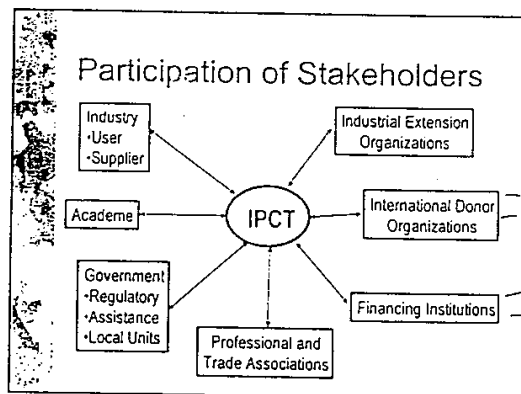 Participation of Stakeholders
Industry
•User
•Supplier
Industrial Extension
Organizations
Academe
IPCT
International Donor
Organizations
Government
•Regulatory
•Assistance
•Local Units
Financing Institutions
Professional and
Trade Associations